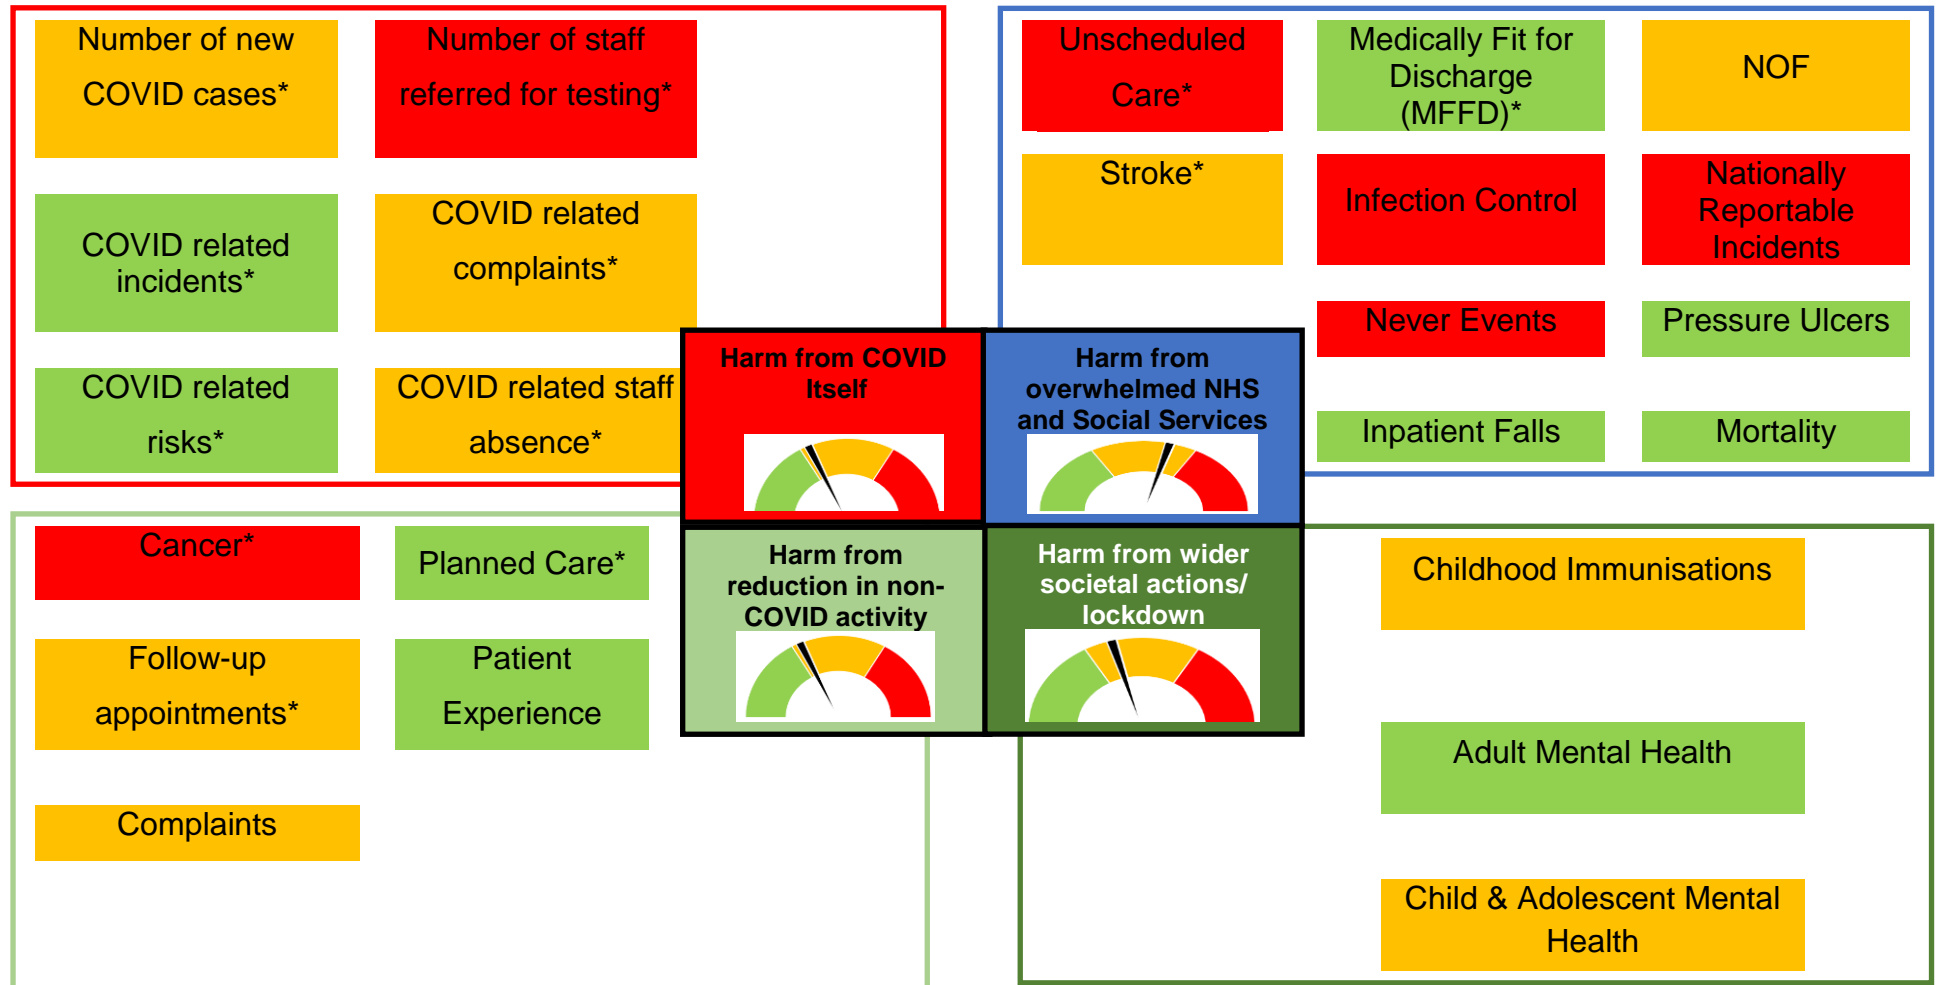 Number of new
COVID cases*
Number of staff
referred for testing*
COVID related
incidents*
COVID related
complaints*
COVID related
risks*
COVID related staff
absence*
Unscheduled
Care*
Medically Fit for
Discharge
(MFFD)*
NOF
Stroke*
Infection Control
Nationally
Reportable
Incidents
Never Events
Pressure Ulcers
Inpatient Falls
Mortality
Harm from COVID
Itself
Harm from
overwhelmed NHS
and Social Services
Harm from
reduction in non-
COVID activity
Harm from wider
societal actions/
lockdown
Cancer*
Planned Care*
Follow-up
appointments*
Patient
Experience
Complaints
Childhood Immunisations
Adult Mental Health
Child & Adolescent Mental
Health